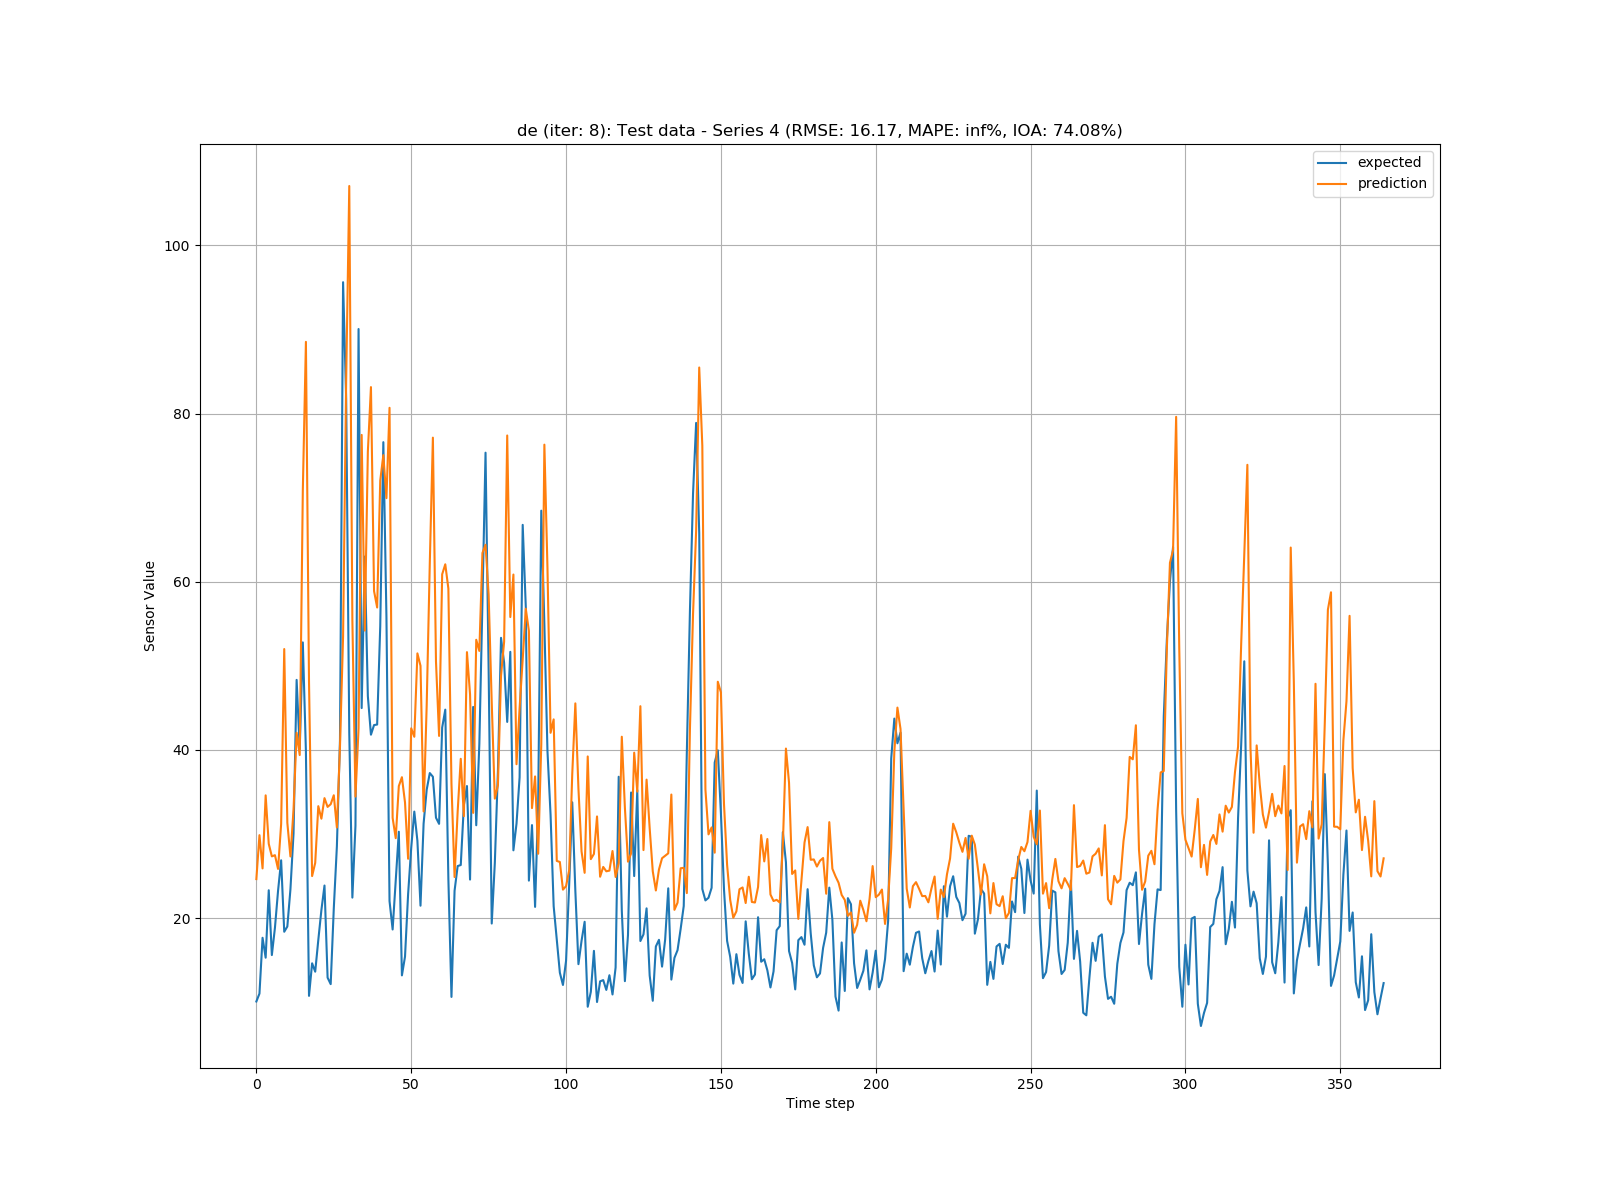 de (iter: 8): Test data - Series 4 (RMSE: 16.17, MAPE: inf%, IOA: 74.08%)
expected
prediction
100
80
60
40
20
Sensor Value
0 50 100 150 200 250 300 350
Time step